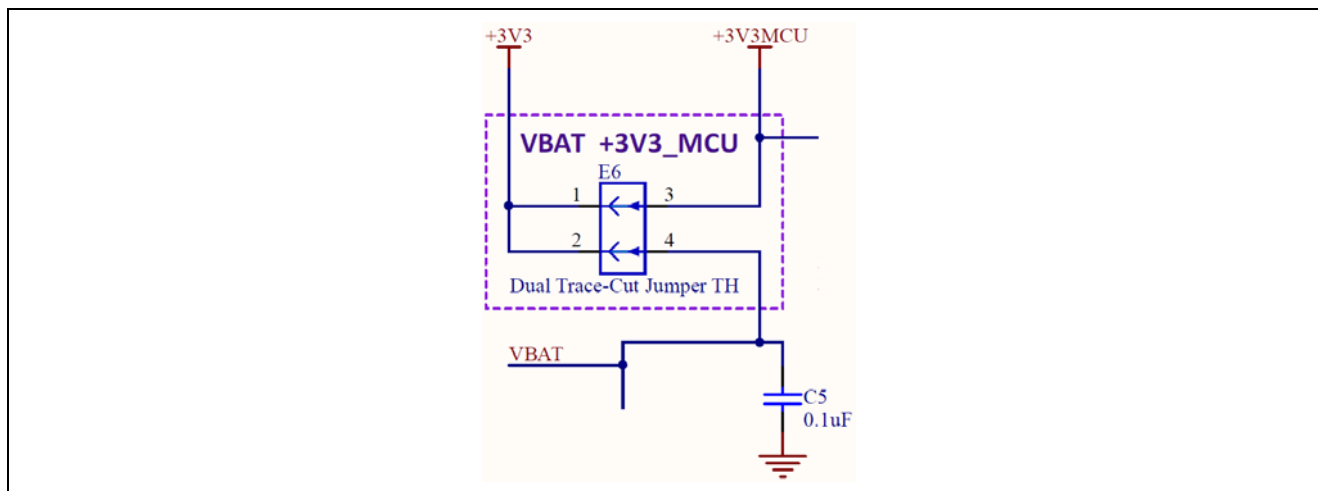 +3V3 +3V3MCU
VBAT +3V3_MCU
E6
1 3
2 4
Dual Trace-Cut Jumper TH
VBAT
C5
0.1uF